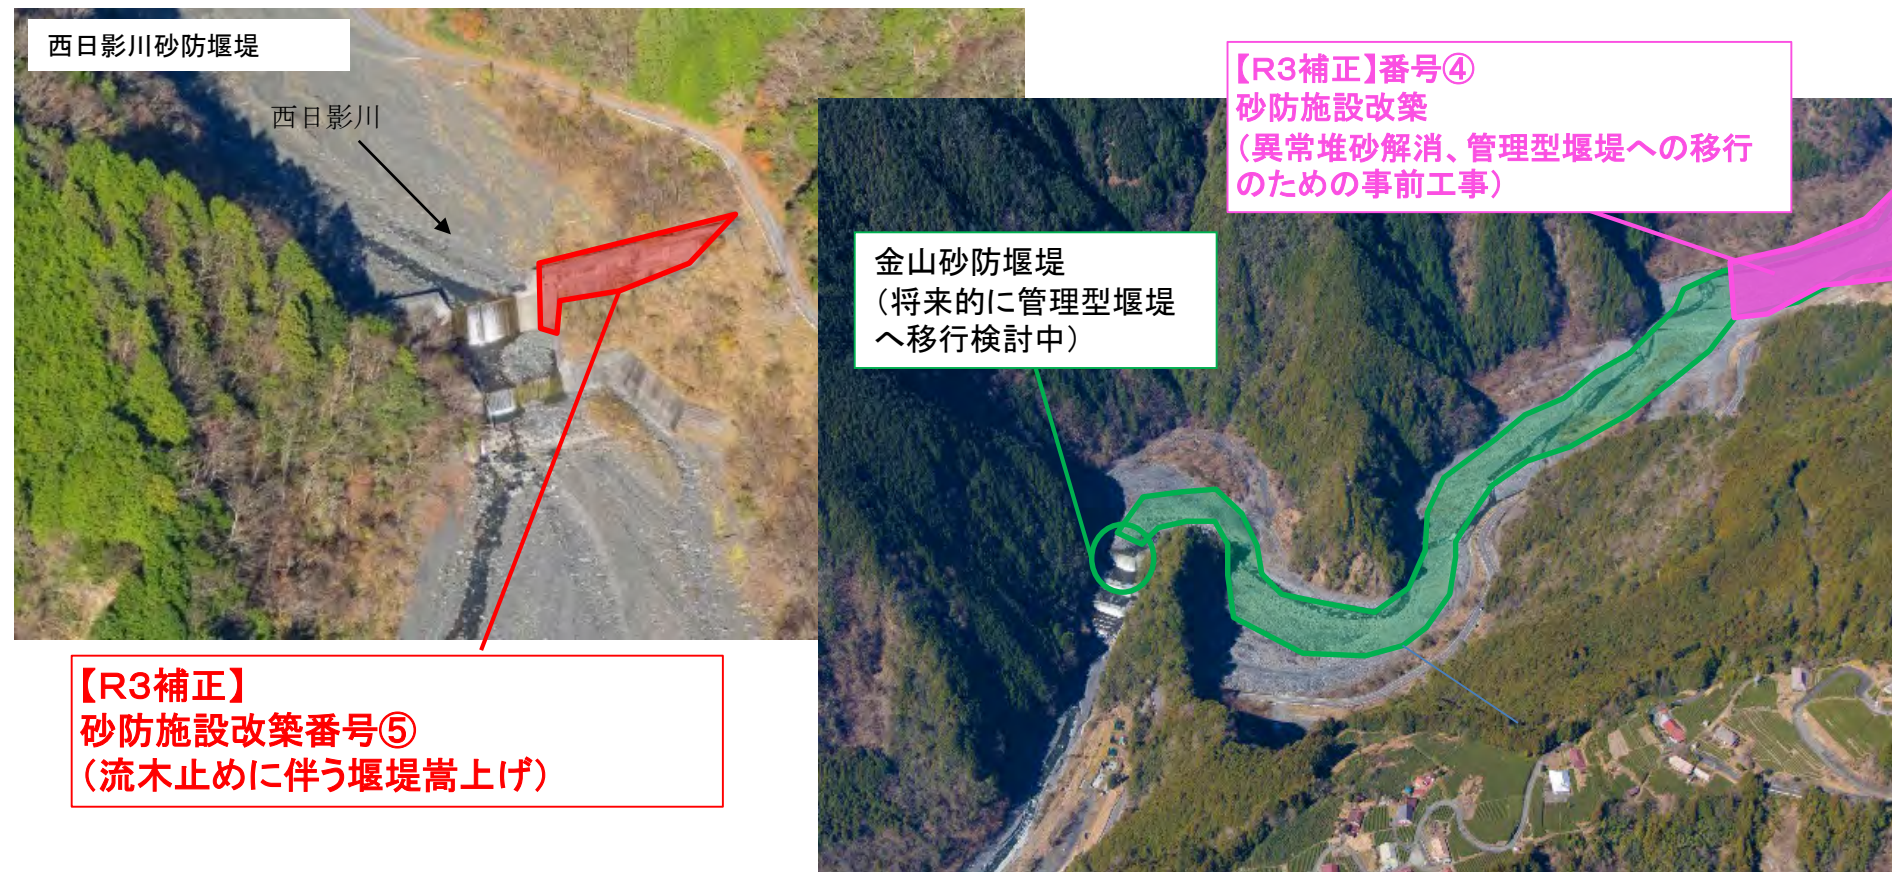 西日影川砂防堰堤
西日影川
【R3補正】
砂防施設改築番号⑤
（流木止めに伴う堰堤嵩上げ）
【R3補正】番号④
砂防施設改築
（異常堆砂解消、管理型堰堤への移行
のための事前工事）
金山砂防堰堤
（将来的に管理型堰堤
へ移行検討中）